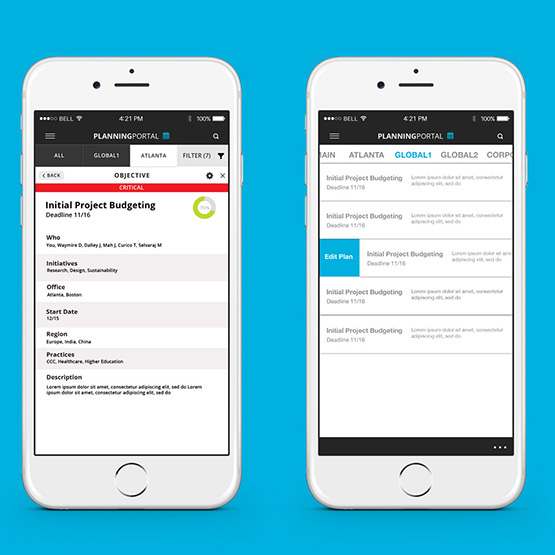 BELL 4:21 PM 100%
PLANNINGPORTAL
ALL GLOBAL1 ATLANTA FILTER (7)
< BACK OBJECTIVE ×
CRITICAL
Initial Project Budgeting
Deadline 11/16
75%
Who
You, Waymire D, Dalley J, Mah J, Curico T, Selvaraj M
Initiatives
Research, Design, Sustainability
Office
Atlanta, Boston
Start Date
12/15
Region
Europe, India, China
Practices
CCC, Healthcare, Higher Education
Description
Lorem ipsum dolor sit amet, consectetur adipiscing elit, sed do Lorem
ipsum dolor sit amet, consectetur adipiscing elit, sed do
BELL 4:21 PM 100%
PLANNINGPORTAL
IAIN ATLANTA GLOBAL1 GLOBAL2 CORPO
Initial Project Budgeting
Deadline 11/16
Lorem ipsum dolor sit amet, consectetur
adipiscing elit, sed do
Initial Project Budgeting
Deadline 11/16
Lorem ipsum dolor sit amet, consectetur
adipiscing elit, sed do
Edit Plan
Initial Project Budgeting
Deadline 11/16
Lorem ipsum dolor sit amet, co
adipiscing elit, sed do
Initial Project Budgeting
Deadline 11/16
Lorem ipsum dolor sit amet, consectetur
adipiscing elit, sed do
Initial Project Budgeting
Deadline 11/16
Lorem ipsum dolor sit amet, consectetur
adipiscing elit, sed do